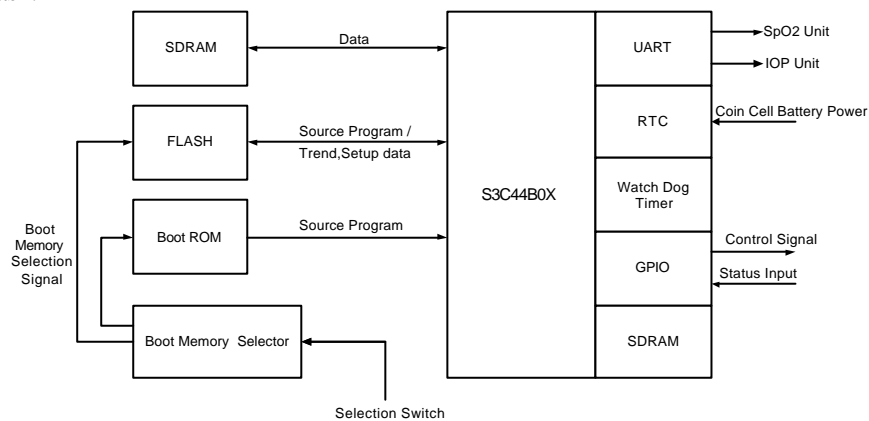 SDRAM
Data
UART
SpO2 Unit
IOP Unit
FLASH
Source Program /
Trend,Setup data
RTC
Coin Cell Battery Power
S3C44B0X
Watch Dog
Timer
Boot
Memory
Selection
Signal
Boot ROM
Source Program
GPIO
Control Signal
Status Input
Boot Memory Selector
SDRAM
Selection Switch